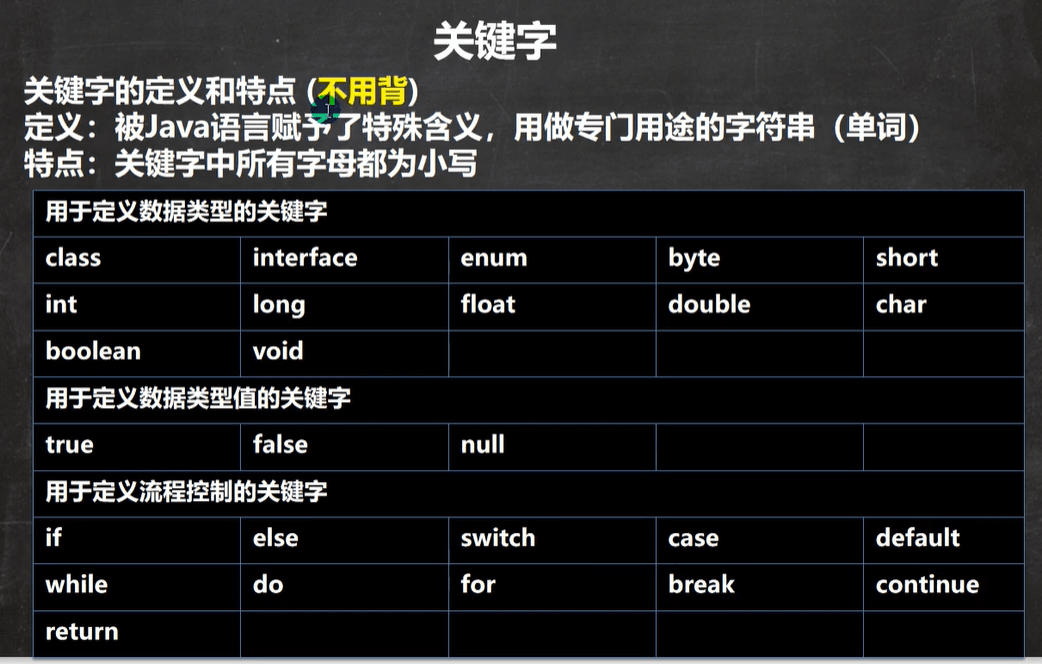 关键字
关键字的定义和特点 (不用背)
定义：被Java语言赋予了特殊含义，用做专门用途的字符串（单词）
特点：关键字中所有字母都为小写
用于定义数据类型的关键字
class interface enum byte short
int long float double char
boolean void
用于定义数据类型值的关键字
true false null
用于定义流程控制的关键字
if else switch case default
while do for break continue
return